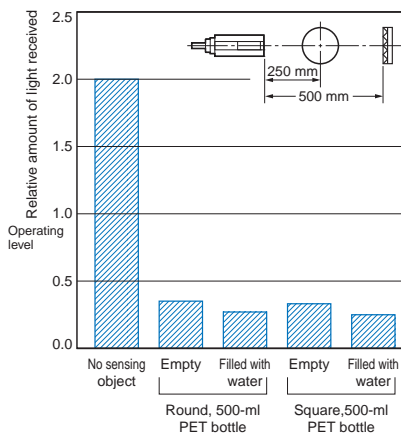 Relative amount of light received
2.5
2.0
1.5
1.0
Operating
level
0.5
0.0
250 mm
500 mm
No sensing
object
Empty
Filled with
water
Empty
Filled with
water
Round, 500-ml
PET bottle
Square,500-ml
PET bottle